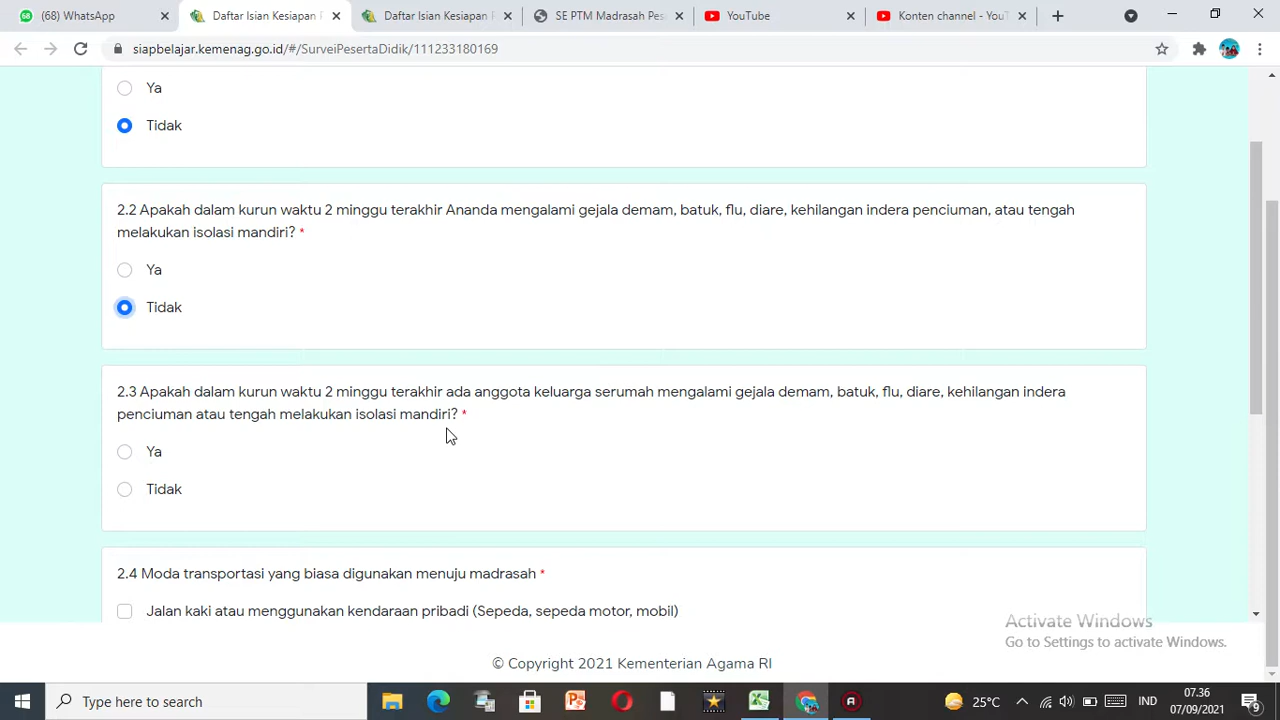 (68) WhatsApp
Daftar Isian Kesiapan
Daftar Isian Kesiapan
SE PTM Madrasah Pes
YouTube
Konten channel - YouT
siapbelajar.kemenag.go.id/#/SurveiPesertaDidik/111233180169
Ya
Tidak
2.2 Apakah dalam kurun waktu 2 minggu terakhir Ananda mengalami gejala demam, batuk, flu, diare, kehilangan indera penciuman, atau tengah
melakukan isolasi mandiri? *
Ya
Tidak
2.3 Apakah dalam kurun waktu 2 minggu terakhir ada anggota keluarga serumah mengalami gejala demam, batuk, flu, diare, kehilangan indera
penciuman atau tengah melakukan isolasi mandiri? *
Ya
Tidak
2.4 Moda transportasi yang biasa digunakan menuju madrasah *
Jalan kaki atau menggunakan kendaraan pribadi (Sepeda, sepeda motor, mobil)
Activate Windows
Go to Settings to activate Windows.
© Copyright 2021 Kementerian Agama RI
Type here to search
25°C
IND
07.36
07/09/2021
9